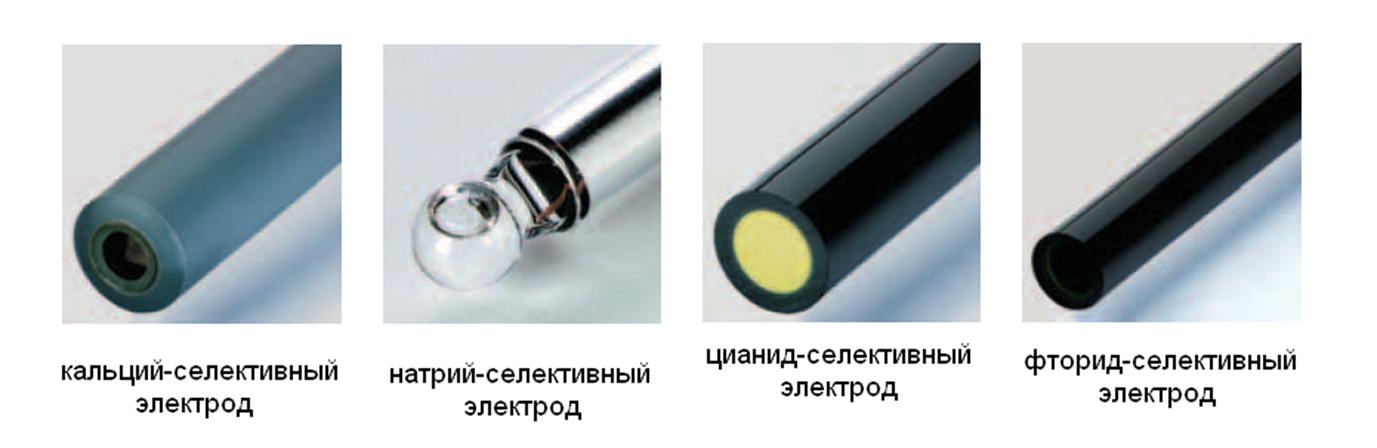 кальций-селективный
электрод
натрий-селективный
электрод
цианид-селективный
электрод
фторид-селективный
электрод